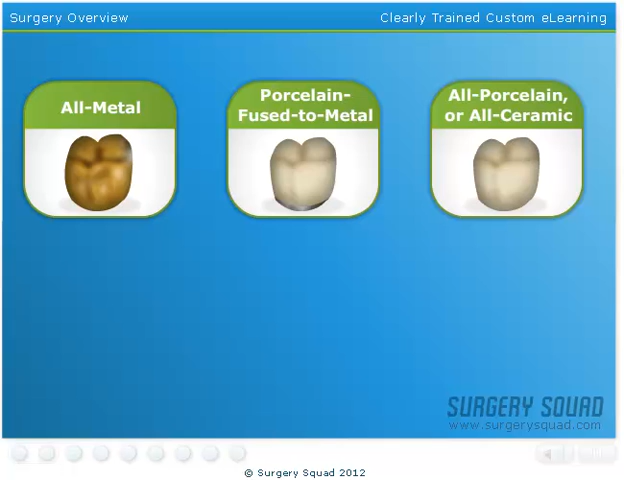 Surgery Overview
Clearly Trained Custom eLearning
All-Metal
Porcelain-
Fused-to-Metal
All-Porcelain,
or All-Ceramic
SURGERY SQUAD
www.surgerysquad.com
© Surgery Squad 2012